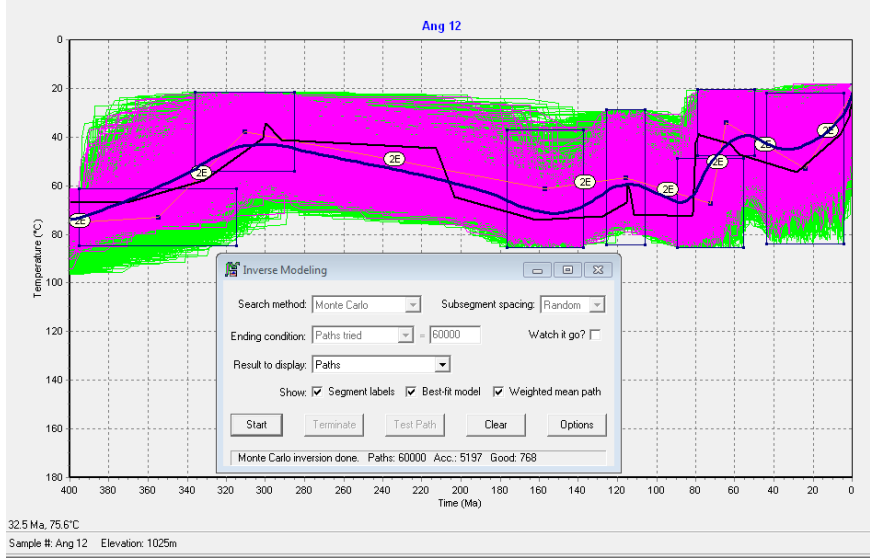 Ang 12
0
20
40
60
80
100
120
140
160
180
Temperature (°C)
2E 2E 2E 2E 2E 2E 2E 2E
Inverse Modeling
Search method: Monte Carlo Subsegment spacing: Random
Ending condition: Paths tried = 60000 Watch it go?
Result to display: Paths
Show: Segment labels Best-fit model Weighted mean path
Start Terminate Test Path Clear Options
Monte Carlo inversion done. Paths: 60000 Acc.: 5197 Good: 768
400 380 360 340 320 300 280 260 240 220 200 180 160 140 120 100 80 60 40 20 0
Time (Ma)
32.5 Ma, 75.6°C
Sample #: Ang 12 Elevation: 1025m